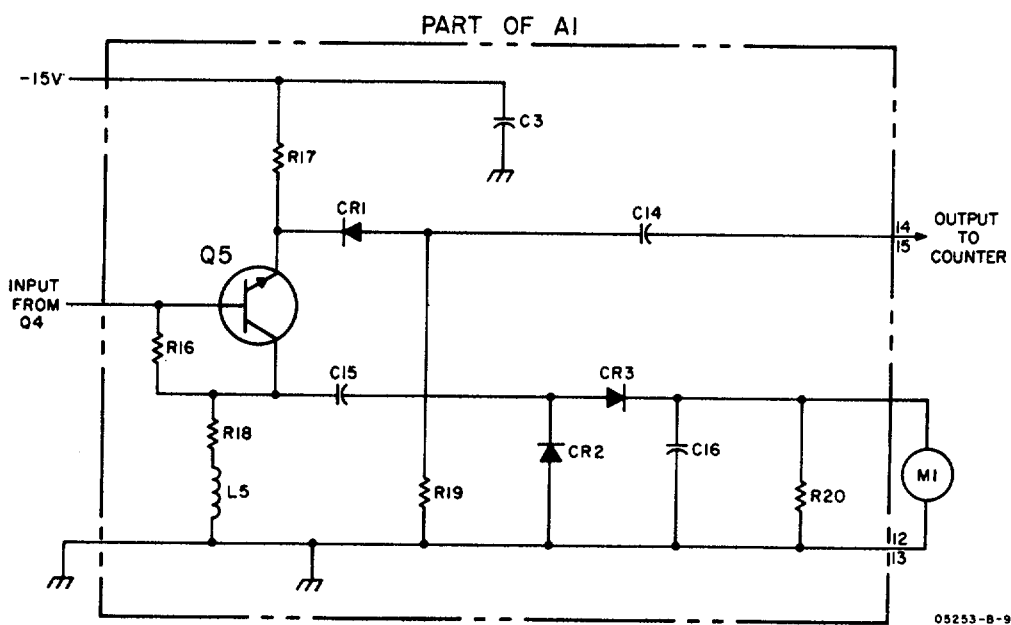 PART OF A1
-15V
C3
R17
CR1
C14
14
15
OUTPUT
TO
COUNTER
Q5
INPUT
FROM
Q4
R16
C15
CR3
R18
CR2
C16
M1
L5
R19
R20
12
13
05253-B-9